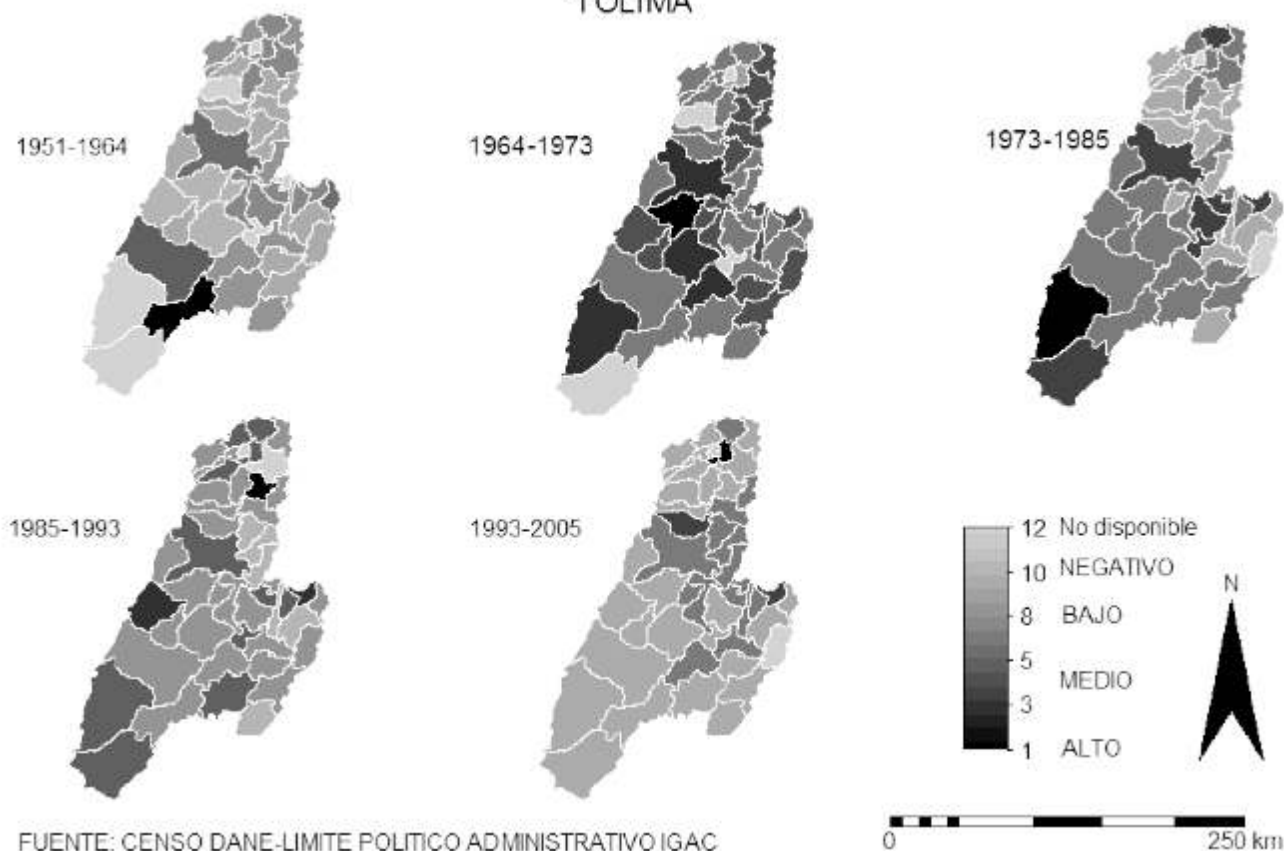 TOLIMA
1951-1964
1964-1973
1973-1985
1985-1993
1993-2005
12 No disponible
10 NEGATIVO
8 BAJO
5
MEDIO
3
1 ALTO
N
0 250 km
FUENTE: CENSO DANE-LIMITE POLITICO ADMINISTRATIVO IGAC